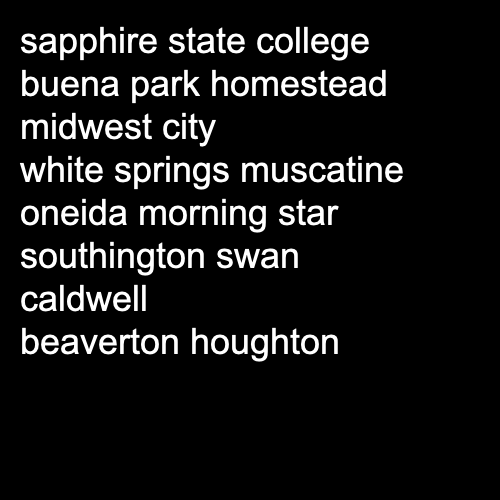 sapphire state college
buena park homestead
midwest city
white springs muscatine
oneida morning star
southington swan
caldwell
beaverton houghton